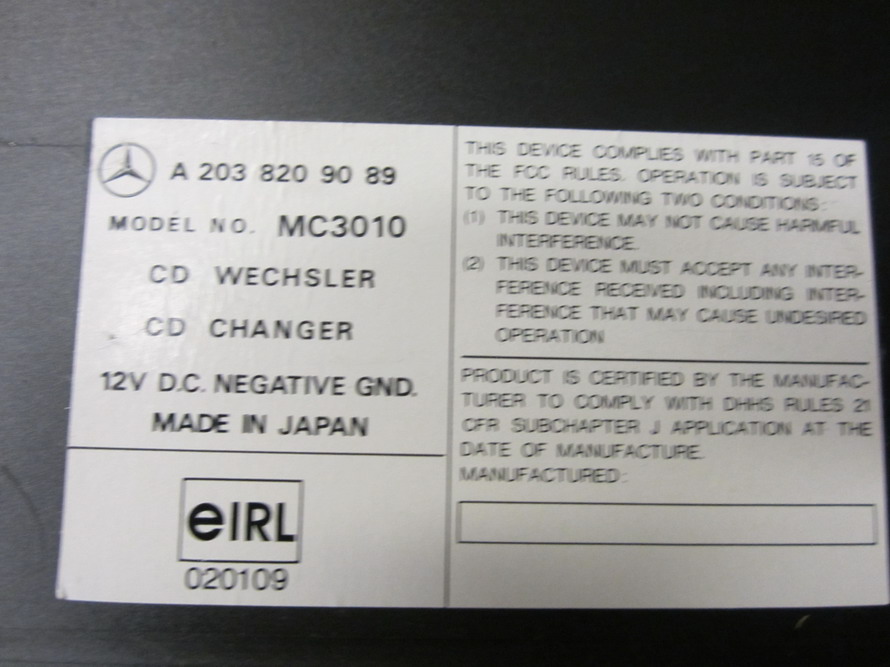 A 203 820 90 89
MODEL NO. MC3010
CD WECHSLER
CD CHANGER
12V D.C. NEGATIVE GND.
MADE IN JAPAN
eIRL
020109
THIS DEVICE COMPLIES WITH PART 15 OF
THE FCC RULES. OPERATION IS SUBJECT
TO THE FOLLOWING TWO CONDITIONS:
(1) THIS DEVICE MAY NOT CAUSE HARMFUL
INTERFERENCE.
(2) THIS DEVICE MUST ACCEPT ANY INTER-
FERENCE RECEIVED INCLUDING INTER-
FERENCE THAT MAY CAUSE UNDESIRED
OPERATION
PRODUCT IS CERTIFIED BY THE MANUFAC-
TURER TO COMPLY WITH DHHS RULES 21
CFR SUBCHAPTER J APPLICATION AT THE
DATE OF MANUFACTURE.
MANUFACTURED: